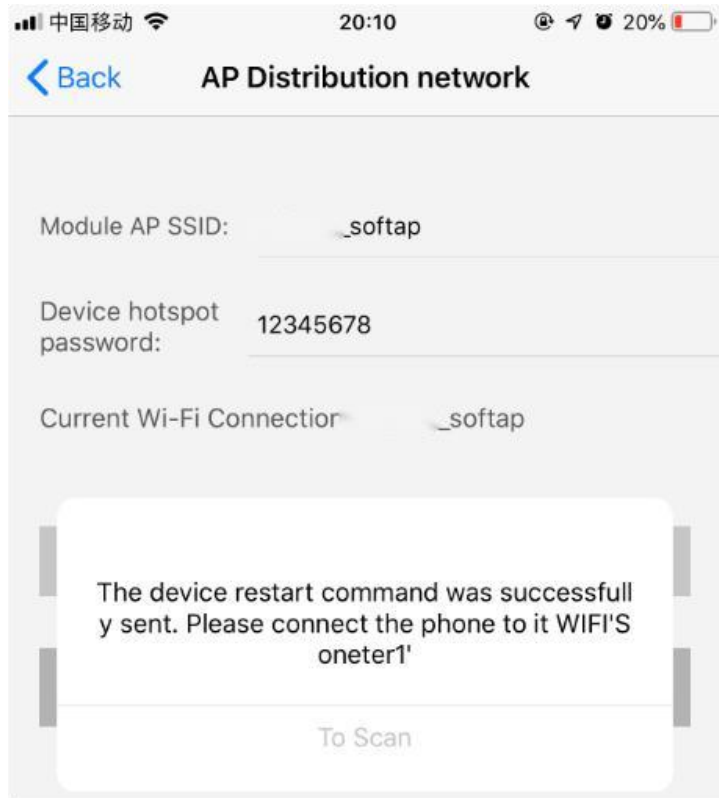 中国移动 20:10 20%
Back AP Distribution network
Module AP SSID: _softap
Device hotspot
password: 12345678
Current Wi-Fi Connection _softap
The device restart command was successfull
y sent. Please connect the phone to it WIFI'S
oneter1'
To Scan